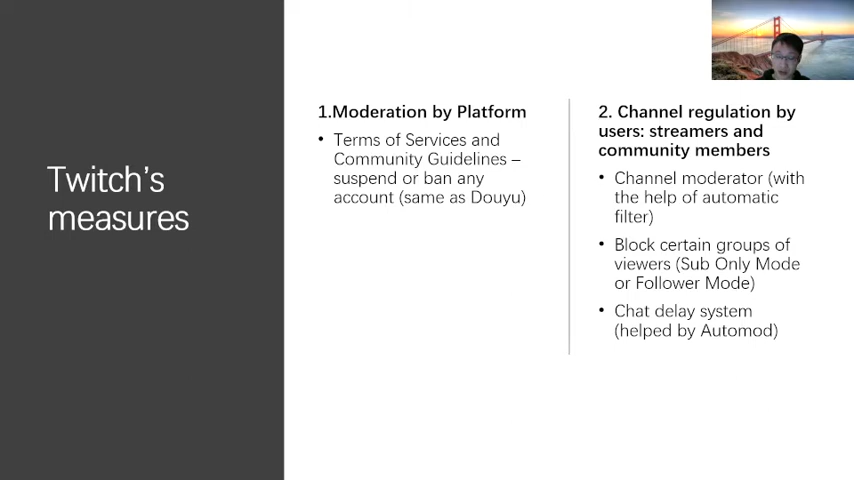 Twitch's
measures
1.Moderation by Platform
• Terms of Services and
Community Guidelines –
suspend or ban any
account (same as Douyu)
2. Channel regulation by
users: streamers and
community members
• Channel moderator (with
the help of automatic
filter)
• Block certain groups of
viewers (Sub Only Mode
or Follower Mode)
• Chat delay system
(helped by Automod)